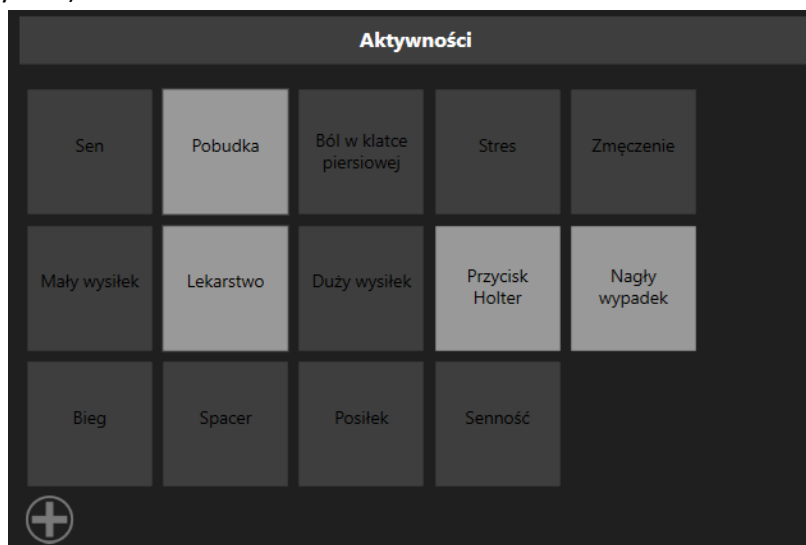 Aktywności
Sen
Pobudka
Ból w klatce
piersiowej
Stres
Zmęczenie
Mały wysiłek
Lekarstwo
Duży wysiłek
Przycisk
Holter
Nagły
wypadek
Bieg
Spacer
Posiłek
Senność